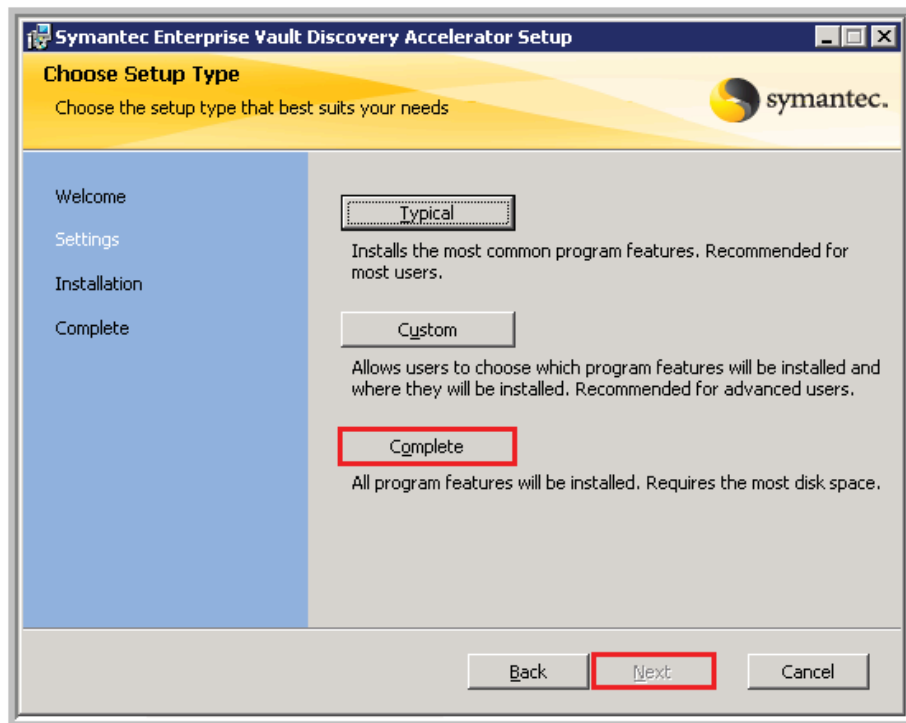 Symantec Enterprise Vault Discovery Accelerator Setup
Choose Setup Type
Choose the setup type that best suits your needs
symantec.
Welcome
Settings
Installation
Complete
Typical
Installs the most common program features. Recommended for
most users.
Custom
Allows users to choose which program features will be installed and
where they will be installed. Recommended for advanced users.
Complete
All program features will be installed. Requires the most disk space.
Back
Next
Cancel